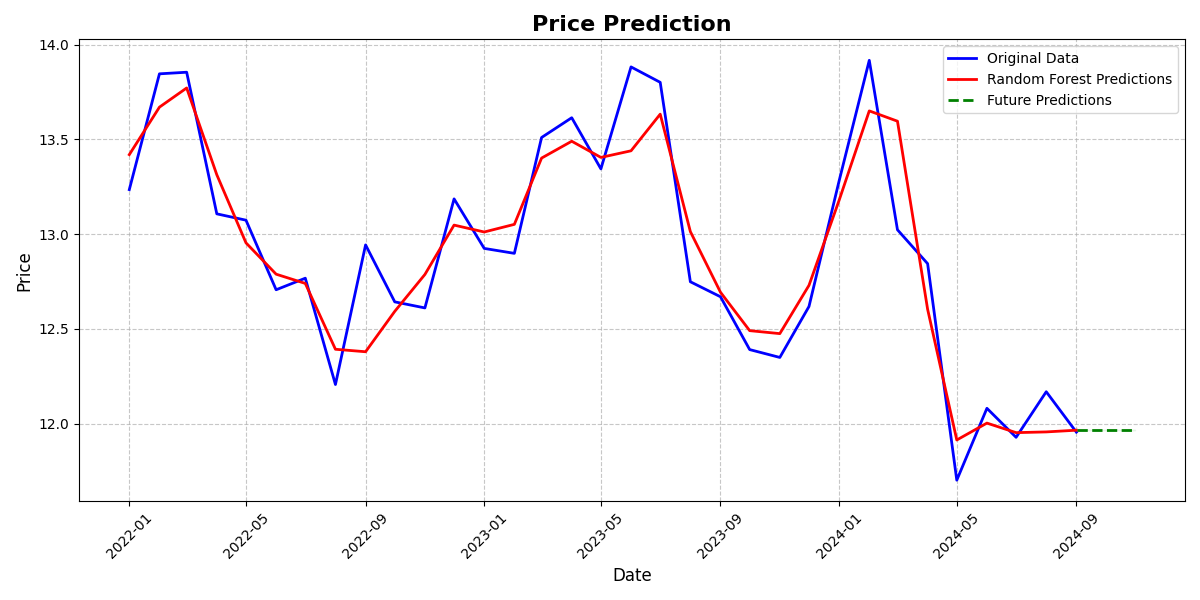 Price Prediction
Original Data
Random Forest Predictions
Future Predictions
14.0
13.5
13.0
12.5
12.0
Price
2022-01
2022-05
2022-09
2023-01
2023-05
2023-09
2024-01
2024-05
2024-09
Date